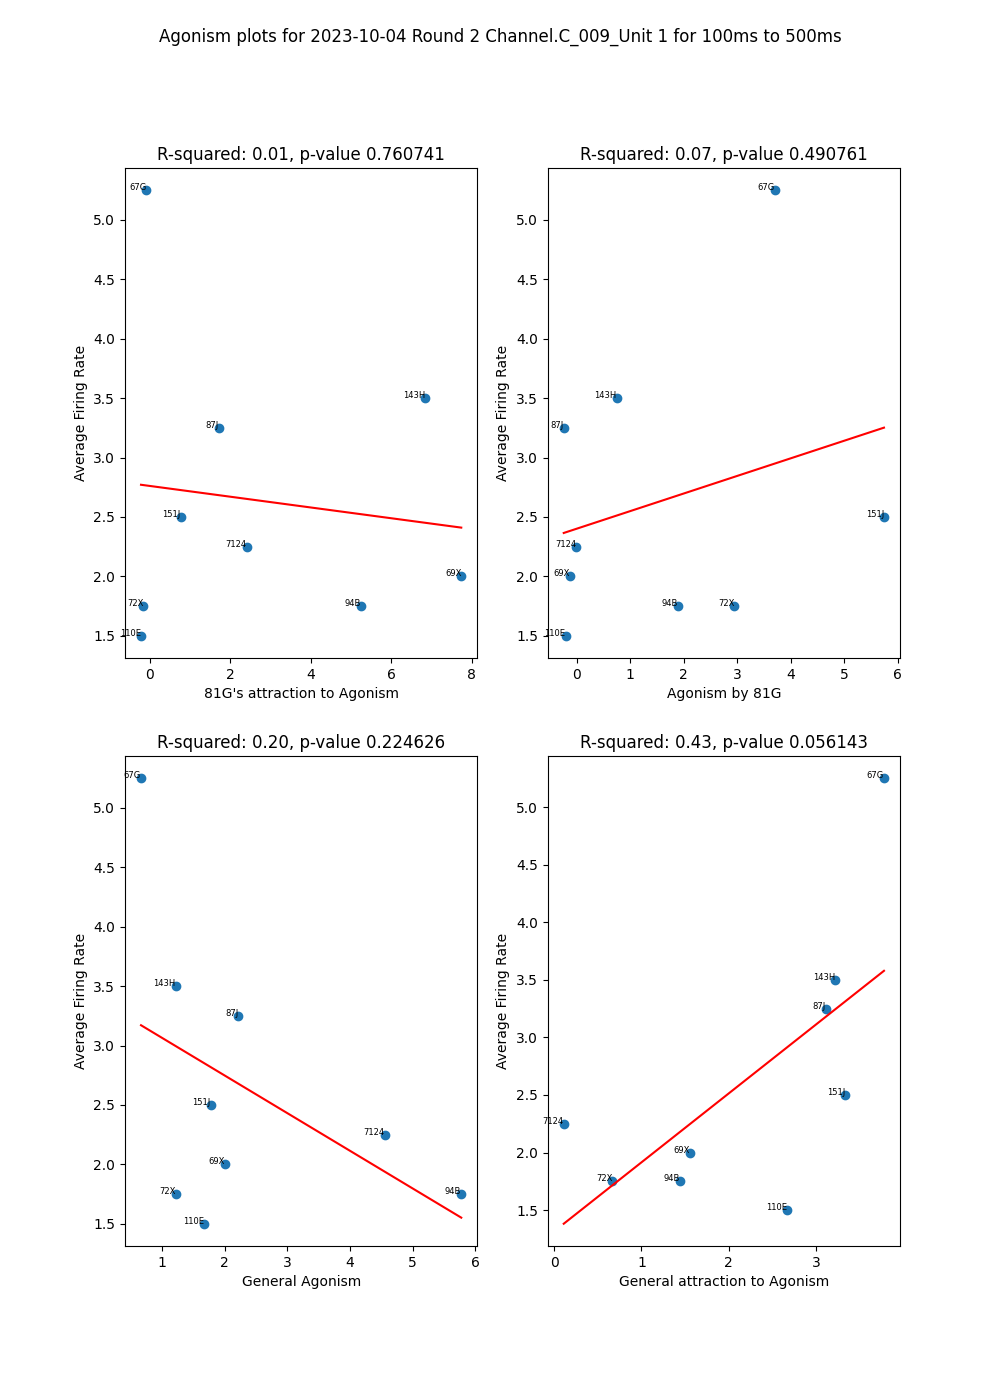 Agonism plots for 2023-10-04 Round 2 Channel.C_009_Unit 1 for 100ms to 500ms
R-squared: 0.01, p-value 0.760741
67G
143H
87J
151J
7124
69X
72X
94B
110E
5.0
4.5
4.0
3.5
3.0
2.5
2.0
1.5
Average Firing Rate
0 2 4 6 8
81G's attraction to Agonism
R-squared: 0.07, p-value 0.490761
67G
143H
87J
151J
7124
69X
94B
72X
110E
5.0
4.5
4.0
3.5
3.0
2.5
2.0
1.5
Average Firing Rate
0 1 2 3 4 5 6
Agonism by 81G
R-squared: 0.20, p-value 0.224626
67G
143H
87J
151J
7124
69X
72X
94B
110E
5.0
4.5
4.0
3.5
3.0
2.5
2.0
1.5
Average Firing Rate
1 2 3 4 5 6
General Agonism
R-squared: 0.43, p-value 0.056143
67G
143H
87J
151J
7124
69X
72X
94B
110E
5.0
4.5
4.0
3.5
3.0
2.5
2.0
1.5
Average Firing Rate
0 1 2 3
General attraction to Agonism